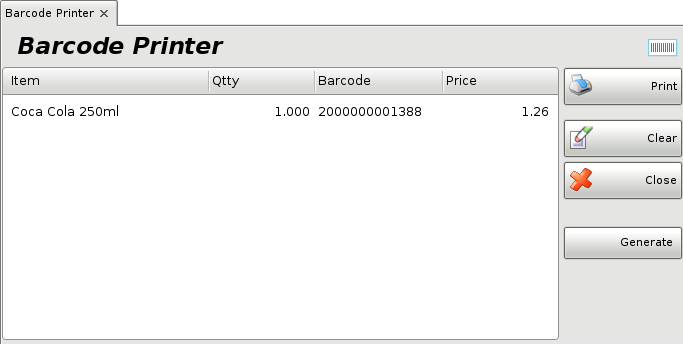 Barcode Printer
Barcode Printer
Item Qtty Barcode Price
Coca Cola 250ml 1.000 2000000001388 1.26
Print
Clear
Close
Generate